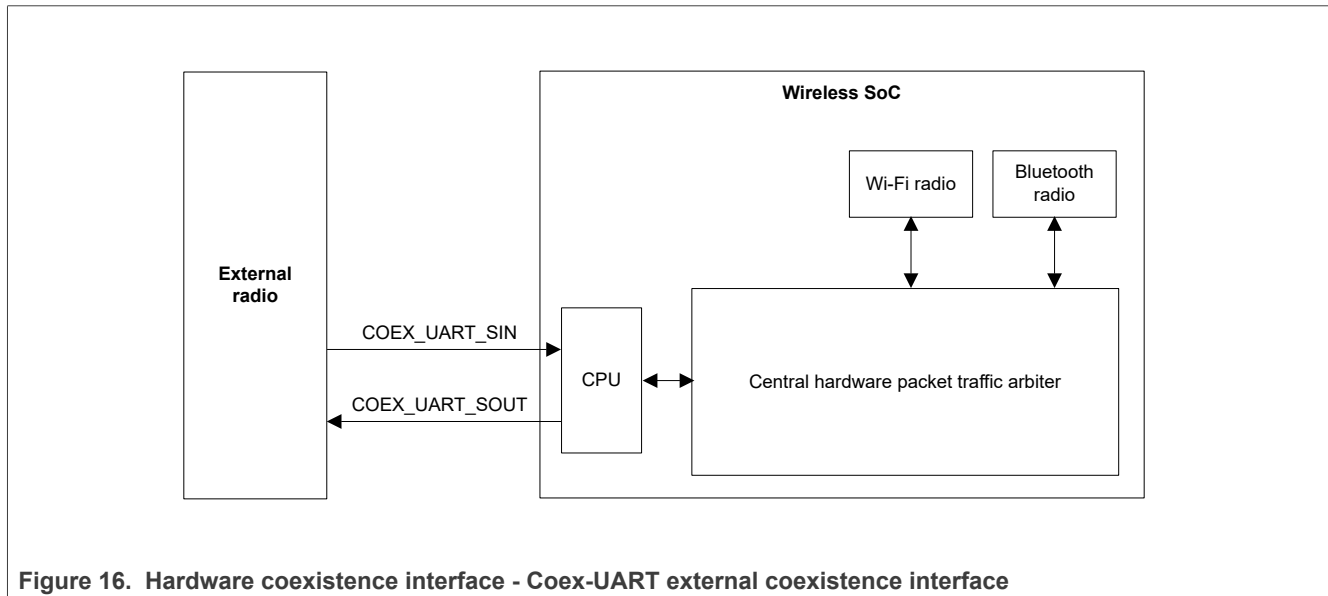 Wireless SoC
Wi-Fi radio
Bluetooth
radio
External
radio
COEX_UART_SIN
CPU
Central hardware packet traffic arbiter
COEX_UART_SOUT
Figure 16. Hardware coexistence interface - Coex-UART external coexistence interface